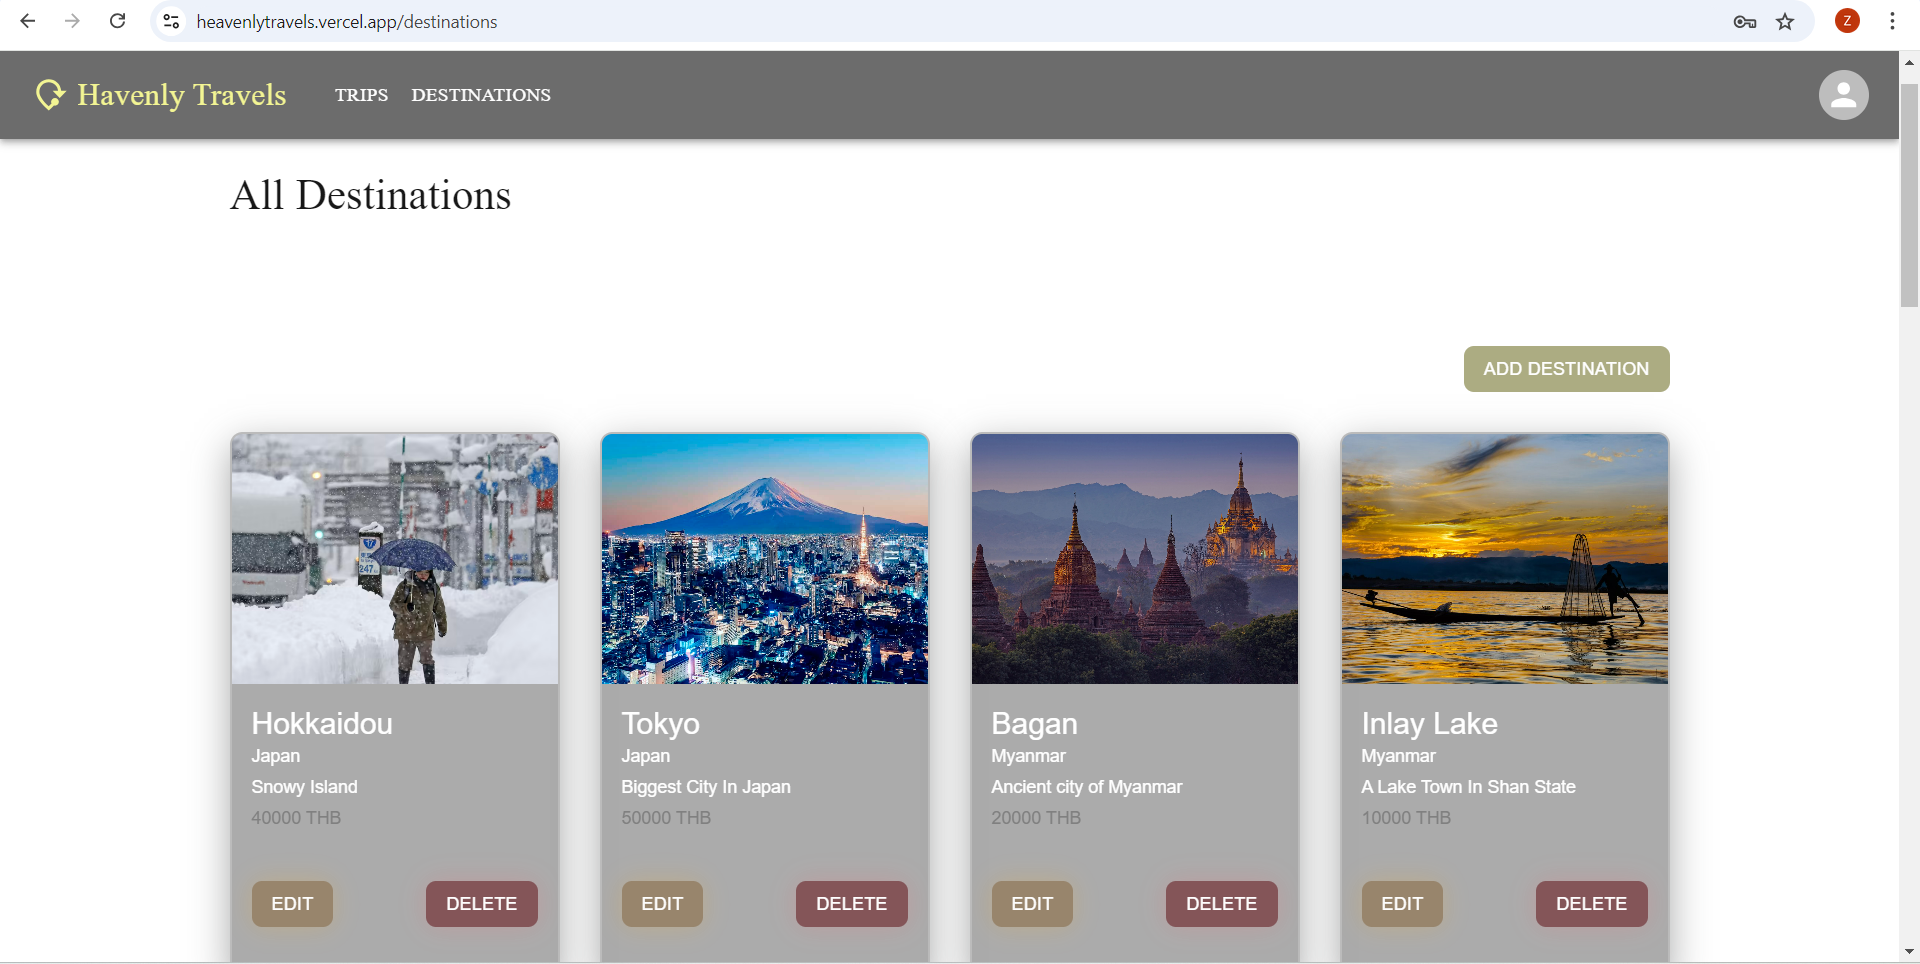 heavenlytravels.vercel.app/destinations
Z
Havenly Travels TRIPS DESTINATIONS
All Destinations
ADD DESTINATION
17
247
Hokkaidou
Japan
Snowy Island
40000 THB
EDIT DELETE
Tokyo
Japan
Biggest City In Japan
50000 THB
EDIT DELETE
Bagan
Myanmar
Ancient city of Myanmar
20000 THB
EDIT DELETE
Inlay Lake
Myanmar
A Lake Town In Shan State
10000 THB
EDIT DELETE